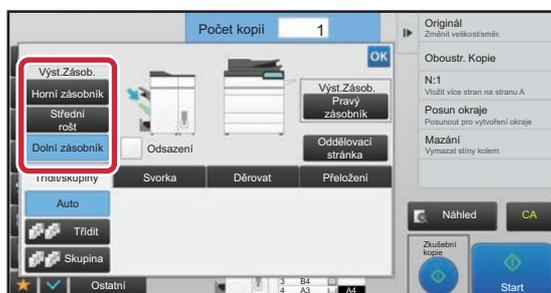 Počet kopií 1
OK
Výst.Zásob.
Horní zásobník
Střední
rošt
Dolní zásobník
Odsazení
Výst.Zásob.
Pravý
zásobník
Oddělovací
stránka
Třídit/skupiny
Svorka
Děrovat
Přeložení
Auto
Třídit
Skupina
Ostatní
3 B4
4 A3
A4
Originál
Změnit velikost/směr.
Oboustr. Kopie
N:1
Vložit více stran na stranu A
Posun okraje
Posunout pro vytvoření okraje
Mazání
Vymazat stíny kolem
Náhled
CA
Zkušební
kopie
Start